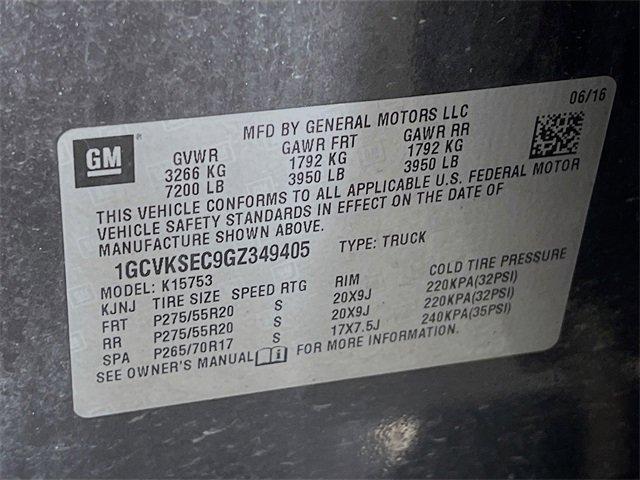 06/16
GM
MFD BY GENERAL MOTORS LLC
GVWR GAWR FRT GAWR RR
3266 KG 1792 KG 1792 KG
7200 LB 3950 LB 3950 LB
THIS VEHICLE CONFORMS TO ALL APPLICABLE U.S. FEDERAL MOTOR
VEHICLE SAFETY STANDARDS IN EFFECT ON THE DATE OF
MANUFACTURE SHOWN ABOVE.
1GCVKSEC9GZ349405 TYPE: TRUCK
MODEL: K15753
KJNJ TIRE SIZE SPEED RTG RIM COLD TIRE PRESSURE
FRT P275/55R20 S 20X9J 220KPA(32PSI)
RR P275/55R20 S 20X9J 220KPA(32PSI)
SPA P265/70R17 S 17X7.5J 240KPA(35PSI)
SEE OWNER'S MANUAL i FOR MORE INFORMATION.